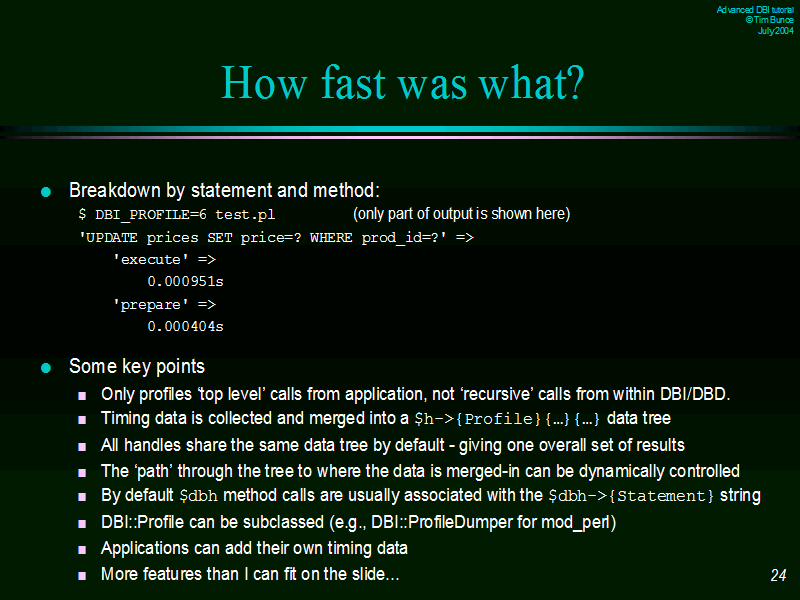 Advanced DBI tutorial
© Tim Bunce
July 2004
How fast was what?
Breakdown by statement and method:
$ DBI_PROFILE=6 test.pl (only part of output is shown here)
'UPDATE prices SET price=? WHERE prod_id=?' =>
'execute' =>
0.000951s
'prepare' =>
0.000404s
Some key points
Only profiles ‘top level’ calls from application, not ‘recursive’ calls from within DBI/DBD.
Timing data is collected and merged into a $h->{Profile}{…}{…} data tree
All handles share the same data tree by default - giving one overall set of results
The ‘path’ through the tree to where the data is merged-in can be dynamically controlled
By default $dbh method calls are usually associated with the $dbh->{Statement} string
DBI::Profile can be subclassed (e.g., DBI::ProfileDumper for mod_perl)
Applications can add their own timing data
More features than I can fit on the slide...
24